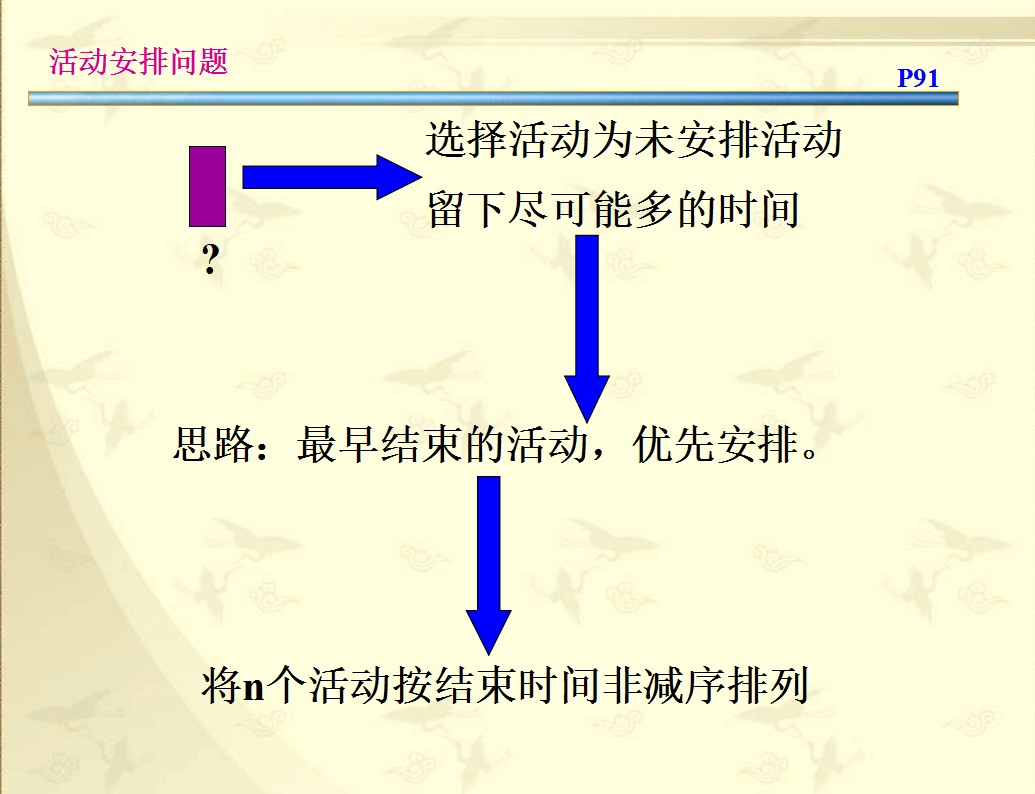 活动安排问题
P91
选择活动为未安排活动
留下尽可能多的时间
?
思路：最早结束的活动，优先安排。
将n个活动按结束时间非减序排列